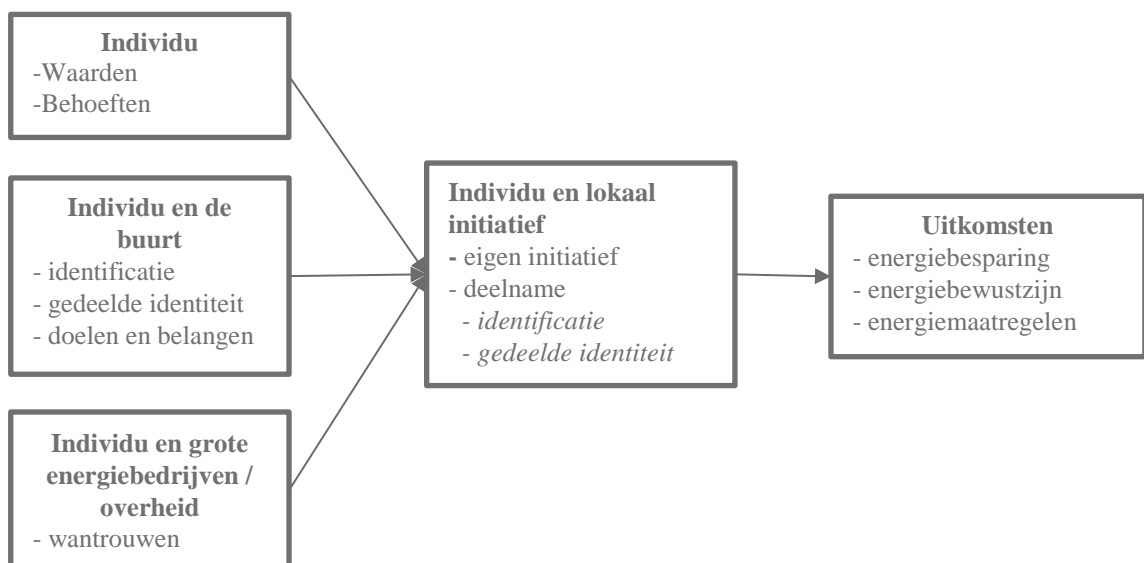 Individu
-Waarden
-Behoeften
Individu en de
buurt
- identificatie
- gedeelde identiteit
- doelen en belangen
Individu en grote
energiebedrijven /
overheid
- wantrouwen
Individu en lokaal
initiatief
- eigen initiatief
- deelname
- identificatie
- gedeelde identiteit
Uitkomsten
- energiebesparing
- energiebewustzijn
- energiemaatregelen